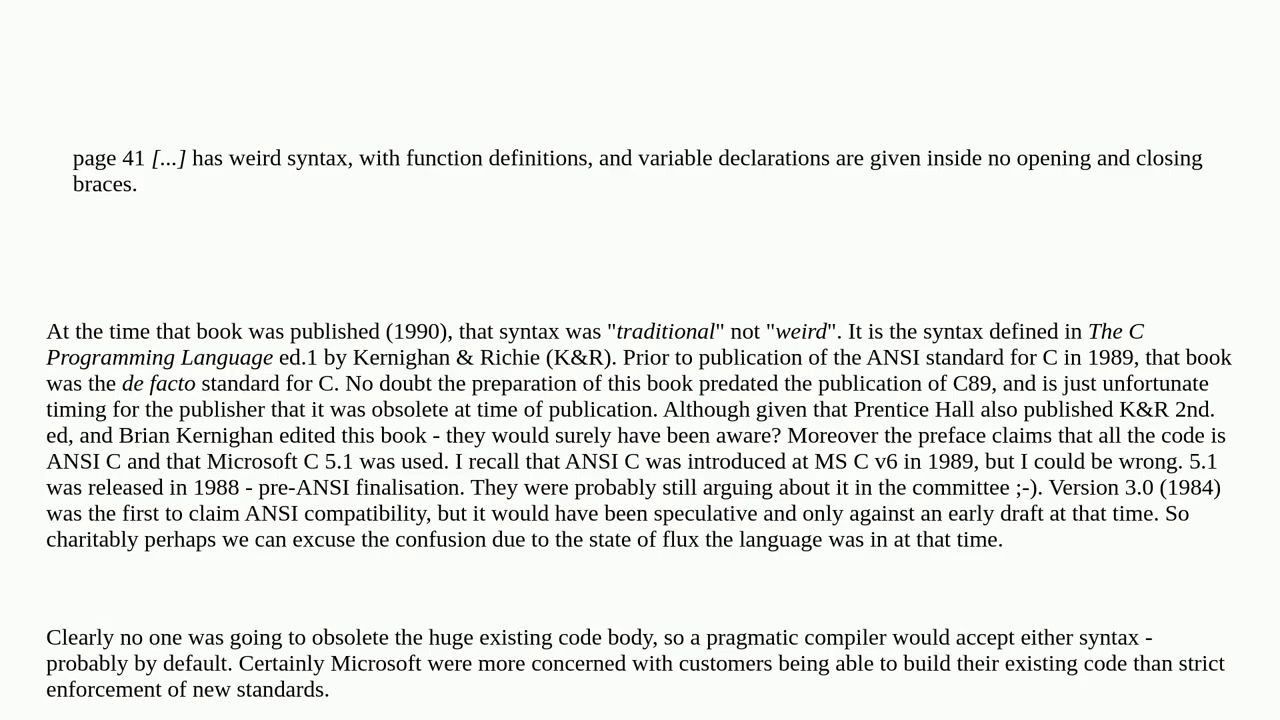 page 41 [...] has weird syntax, with function definitions, and variable declarations are given inside no opening and closing
braces.
At the time that book was published (1990), that syntax was "traditional" not "weird". It is the syntax defined in The C
Programming Language ed.1 by Kernighan & Richie (K&R). Prior to publication of the ANSI standard for C in 1989, that book
was the de facto standard for C. No doubt the preparation of this book predated the publication of C89, and is just unfortunate
timing for the publisher that it was obsolete at time of publication. Although given that Prentice Hall also published K&R 2nd.
ed, and Brian Kernighan edited this book - they would surely have been aware? Moreover the preface claims that all the code is
ANSI C and that Microsoft C 5.1 was used. I recall that ANSI C was introduced at MS C v6 in 1989, but I could be wrong. 5.1
was released in 1988 - pre-ANSI finalisation. They were probably still arguing about it in the committee ;-). Version 3.0 (1984)
was the first to claim ANSI compatibility, but it would have been speculative and only against an early draft at that time. So
charitably perhaps we can excuse the confusion due to the state of flux the language was in at that time.
Clearly no one was going to obsolete the huge existing code body, so a pragmatic compiler would accept either syntax -
probably by default. Certainly Microsoft were more concerned with customers being able to build their existing code than strict
enforcement of new standards.